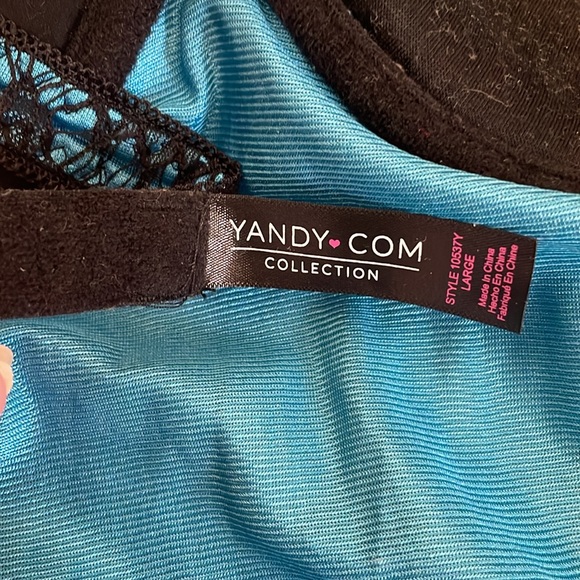 YANDY♥COM
COLLECTION
STYLE 10537Y
LARGE
Made In China
Hecho En China
Fabriqué En Chine